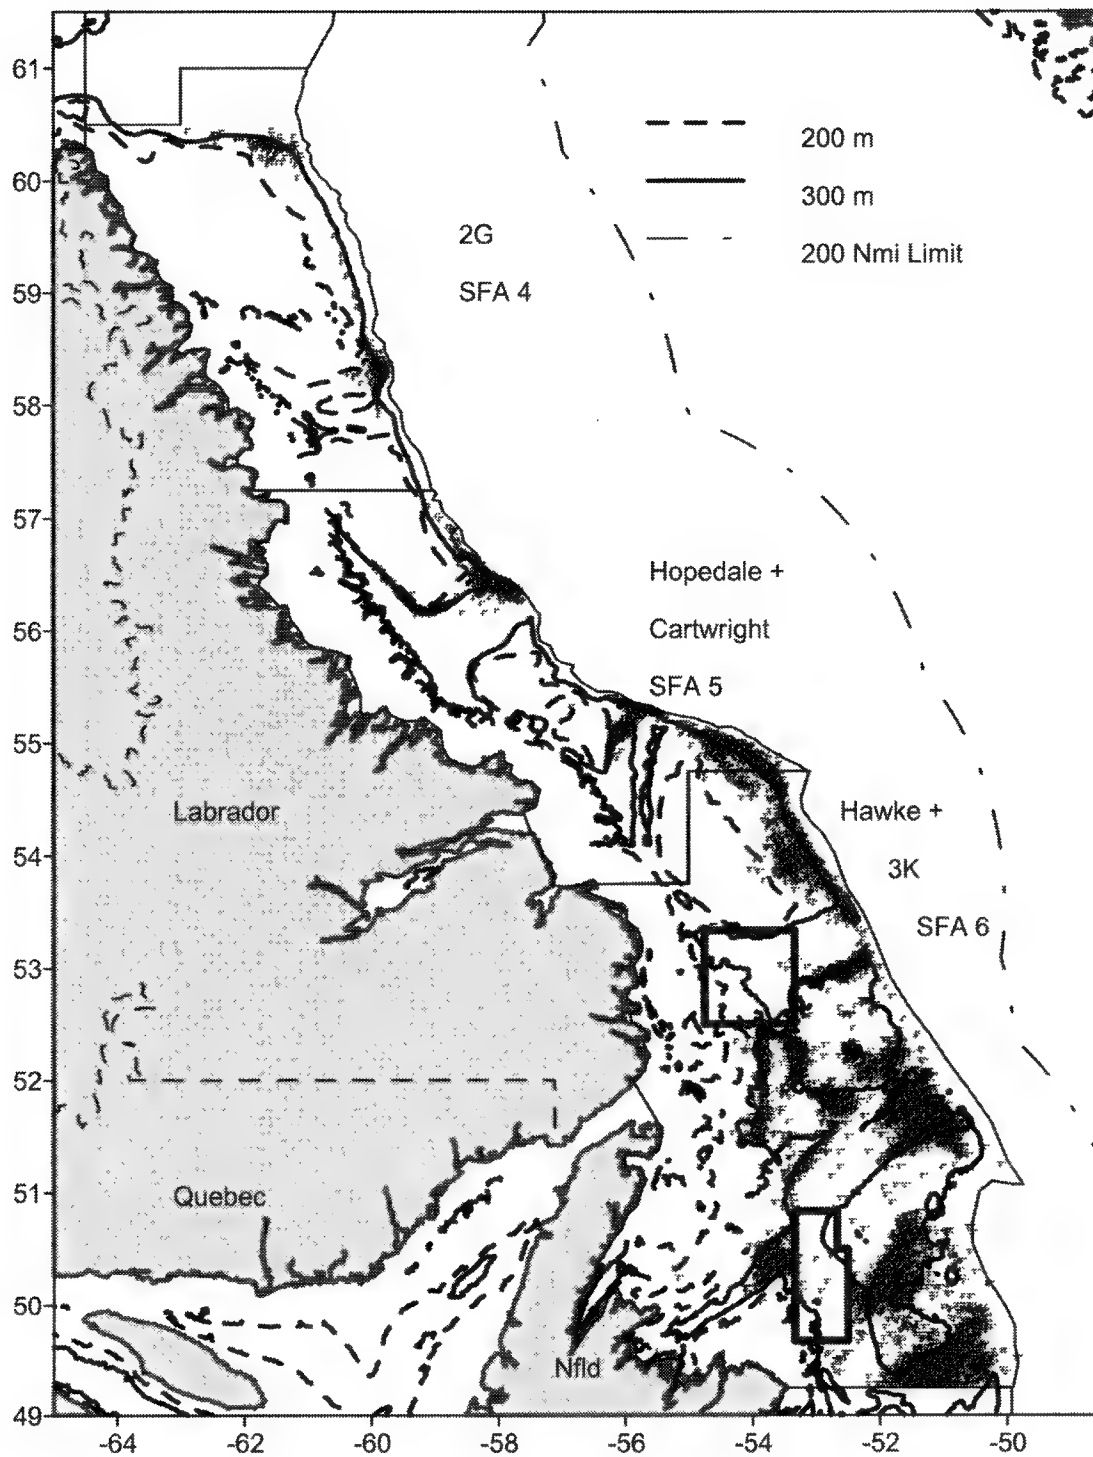 61
60
59
58
57
56
55
54
53
52
51
50
49
200 m
300 m
200 Nmi Limit
2G
SFA 4
Hopedale +
Cartwright
SFA 5
Hawke +
3K
SFA 6
Labrador
Quebec
Nfld
-64 -62 -60 -58 -56 -54 -52 -50